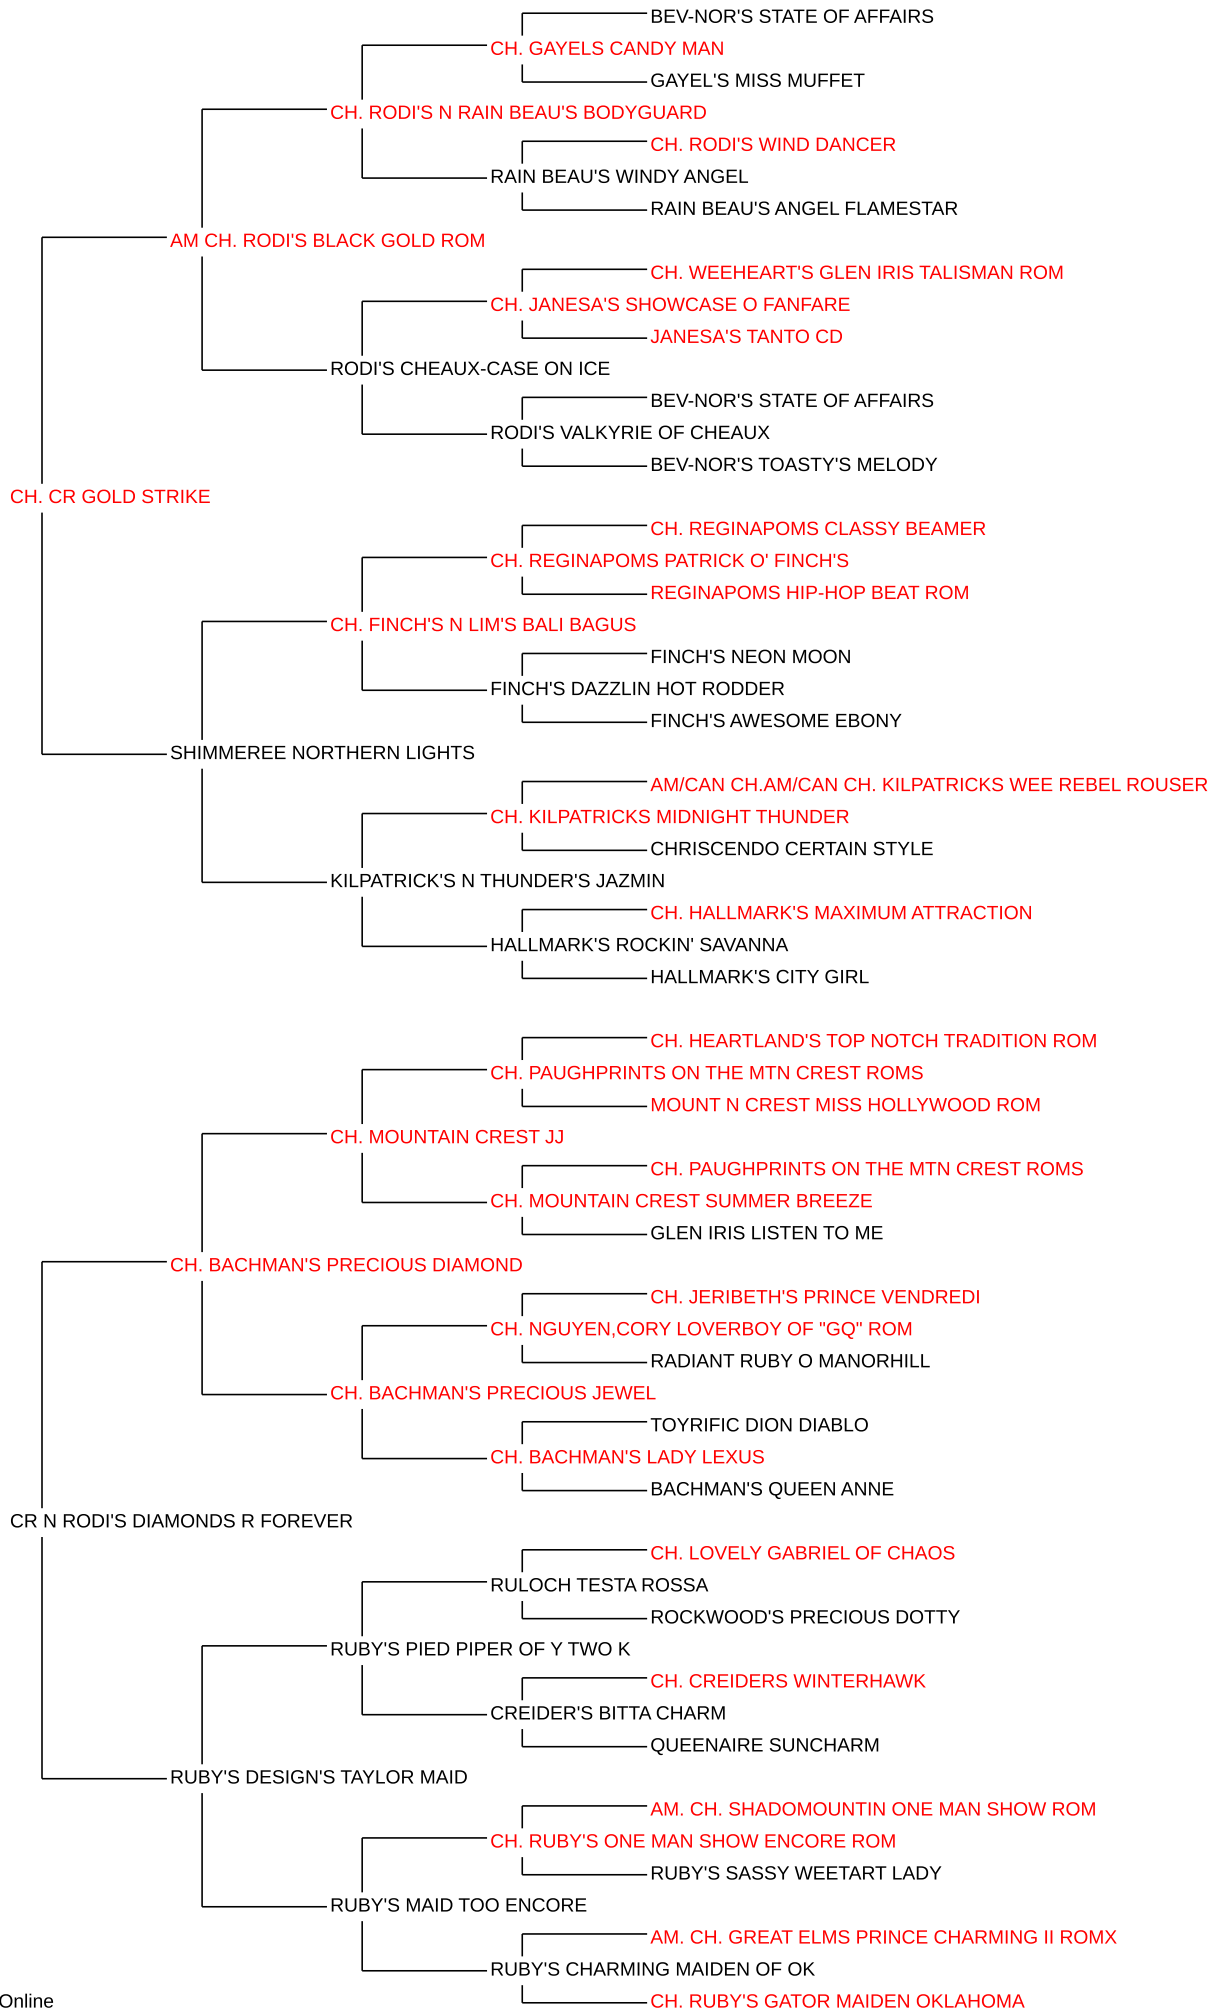 BEV-NOR'S STATE OF AFFAIRS
CH. GAYELS CANDY MAN
GAYEL'S MISS MUFFET
CH. RODI'S N RAIN BEAU'S BODYGUARD
CH. RODI'S WIND DANCER
RAIN BEAU'S WINDY ANGEL
RAIN BEAU'S ANGEL FLAMESTAR
AM CH. RODI'S BLACK GOLD ROM
CH. WEEHEART'S GLEN IRIS TALISMAN ROM
CH. JANESA'S SHOWCASE O FANFARE
JANESA'S TANTO CD
RODI'S CHEAUX-CASE ON ICE
BEV-NOR'S STATE OF AFFAIRS
RODI'S VALKYRIE OF CHEAUX
BEV-NOR'S TOASTY'S MELODY
CH. CR GOLD STRIKE
CH. REGINAPOMS CLASSY BEAMER
CH. REGINAPOMS PATRICK O' FINCH'S
REGINAPOMS HIP-HOP BEAT ROM
CH. FINCH'S N LIM'S BALI BAGUS
FINCH'S NEON MOON
FINCH'S DAZZLIN HOT RODDER
FINCH'S AWESOME EBONY
SHIMMEREE NORTHERN LIGHTS
AM/CAN CH.AM/CAN CH. KILPATRICKS WEE REBEL ROUSER
CH. KILPATRICKS MIDNIGHT THUNDER
CHRISCENDO CERTAIN STYLE
KILPATRICK'S N THUNDER'S JAZMIN
CH. HALLMARK'S MAXIMUM ATTRACTION
HALLMARK'S ROCKIN' SAVANNA
HALLMARK'S CITY GIRL
CH. HEARTLAND'S TOP NOTCH TRADITION ROM
CH. PAUGHPRINTS ON THE MTN CREST ROMS
MOUNT N CREST MISS HOLLYWOOD ROM
CH. MOUNTAIN CREST JJ
CH. PAUGHPRINTS ON THE MTN CREST ROMS
CH. MOUNTAIN CREST SUMMER BREEZE
GLEN IRIS LISTEN TO ME
CH. BACHMAN'S PRECIOUS DIAMOND
CH. JERIBETH'S PRINCE VENDREDI
CH. NGUYEN,CORY LOVERBOY OF "GQ" ROM
RADIANT RUBY O MANORHILL
CH. BACHMAN'S PRECIOUS JEWEL
TOYRIFIC DION DIABLO
CH. BACHMAN'S LADY LEXUS
BACHMAN'S QUEEN ANNE
CR N RODI'S DIAMONDS R FOREVER
CH. LOVELY GABRIEL OF CHAOS
RULOCH TESTA ROSSA
ROCKWOOD'S PRECIOUS DOTTY
RUBY'S PIED PIPER OF Y TWO K
CH. CREIDERS WINTERHAWK
CREIDER'S BITTA CHARM
QUEENAIRE SUNCHARM
RUBY'S DESIGN'S TAYLOR MAID
AM. CH. SHADOMOUNTIN ONE MAN SHOW ROM
CH. RUBY'S ONE MAN SHOW ENCORE ROM
RUBY'S SASSY WEETART LADY
RUBY'S MAID TOO ENCORE
AM. CH. GREAT ELMS PRINCE CHARMING II ROMX
RUBY'S CHARMING MAIDEN OF OK
CH. RUBY'S GATOR MAIDEN OKLAHOMA
Online